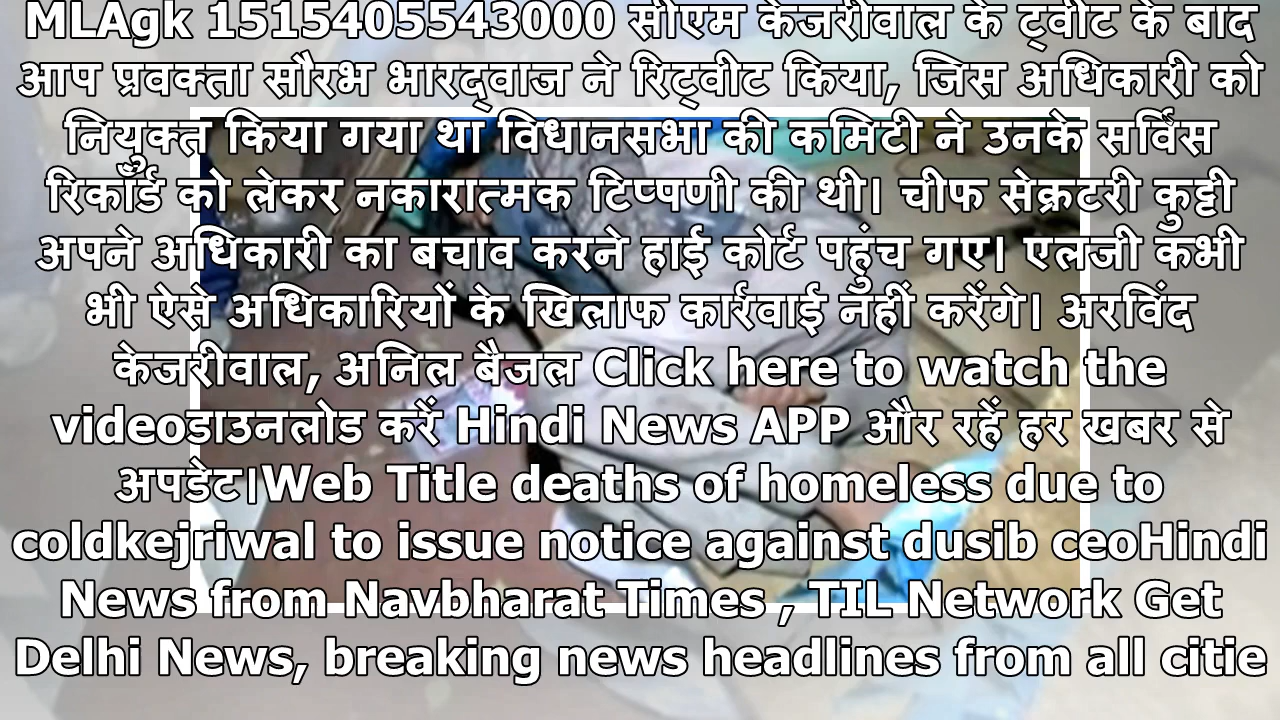 MLAgk 1515405543000 सीएम केजरीवाल के ट्वीट के बाद
आप प्रवक्ता सौरभ भारद्वाज ने रिट्वीट किया, जिस अधिकारी को
नियुक्त किया गया था विधानसभा की कमिटी ने उनके सर्विस
रिकॉर्ड को लेकर नकारात्मक टिप्पणी की थी। चीफ सेक्रटरी कुट्टी
अपने अधिकारी का बचाव करने हाई कोर्ट पहुंच गए। एलजी कभी
भी ऐसे अधिकारियों के खिलाफ कार्रवाई नहीं करेंगे। अरविंद
केजरीवाल, अनिल बैजल Click here to watch the
videoडाउनलोड करें Hindi News APP और रहें हर खबर से
अपडेट।Web Title deaths of homeless due to
coldkejriwal to issue notice against dusib ceoHindi
News from Navbharat Times , TIL Network Get
Delhi News, breaking news headlines from all citie